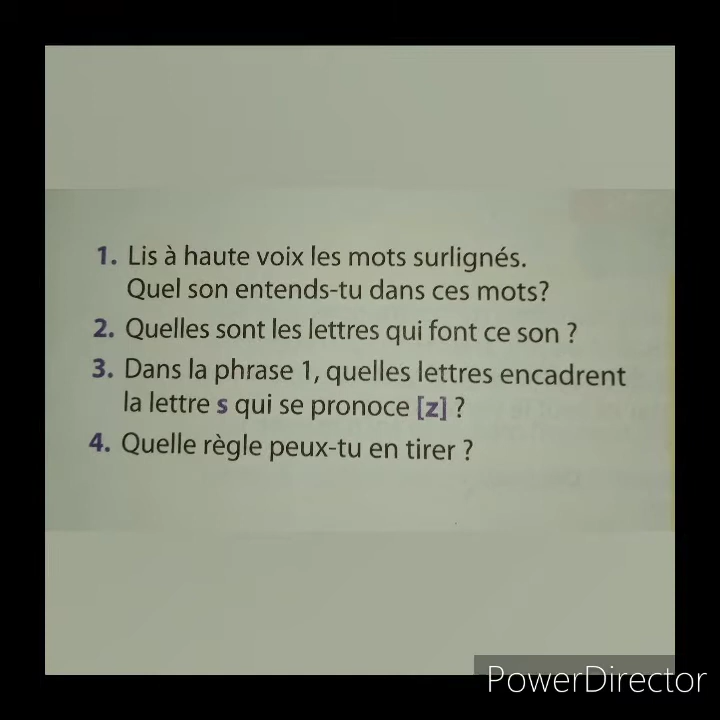 1. Lis à haute voix les mots surlignés.
Quel son entends-tu dans ces mots?
2. Quelles sont les lettres qui font ce son ?
3. Dans la phrase 1, quelles lettres encadrent
la lettre s qui se pronoce [z] ?
4. Quelle règle peux-tu en tirer ?
PowerDirector